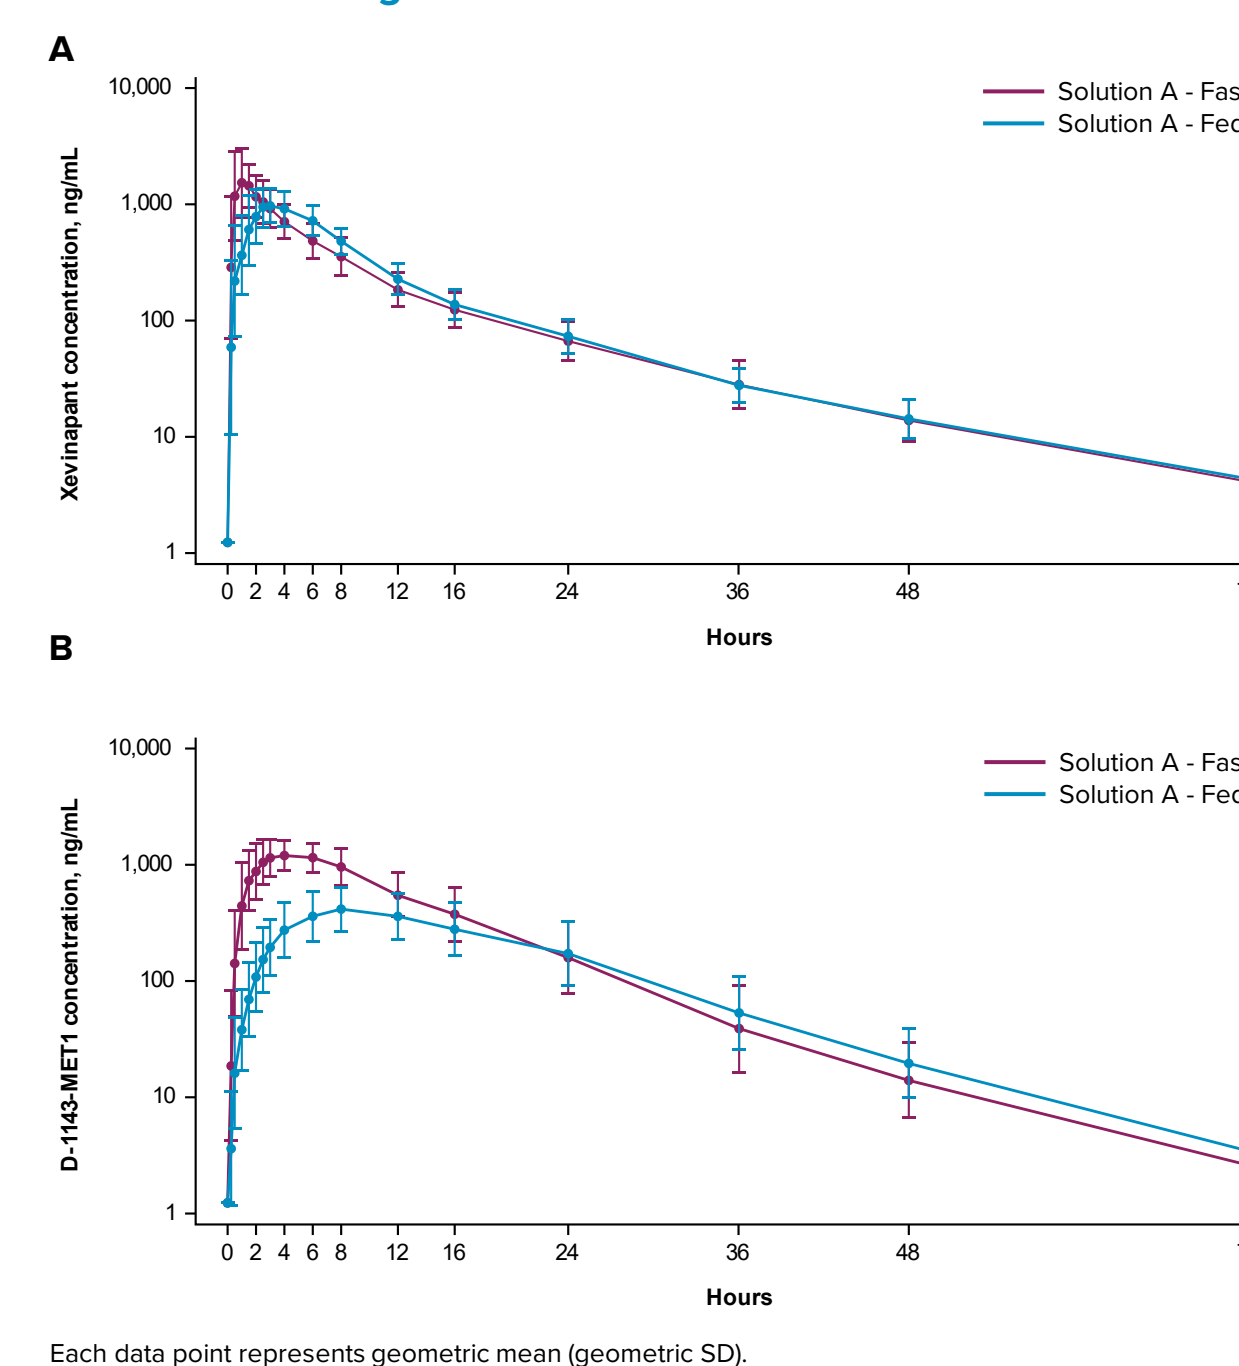 A
10,000
1,000
100
10
1
Xevinapant concentration, ng/mL
Solution A - Fas
Solution A - Fed
0 2 4 6 8 12 16 24 36 48
Hours
B
10,000
1,000
100
10
1
D-1143-MET1 concentration, ng/mL
Solution A - Fas
Solution A - Fed
0 2 4 6 8 12 16 24 36 48
Hours
Each data point represents geometric mean (geometric SD).